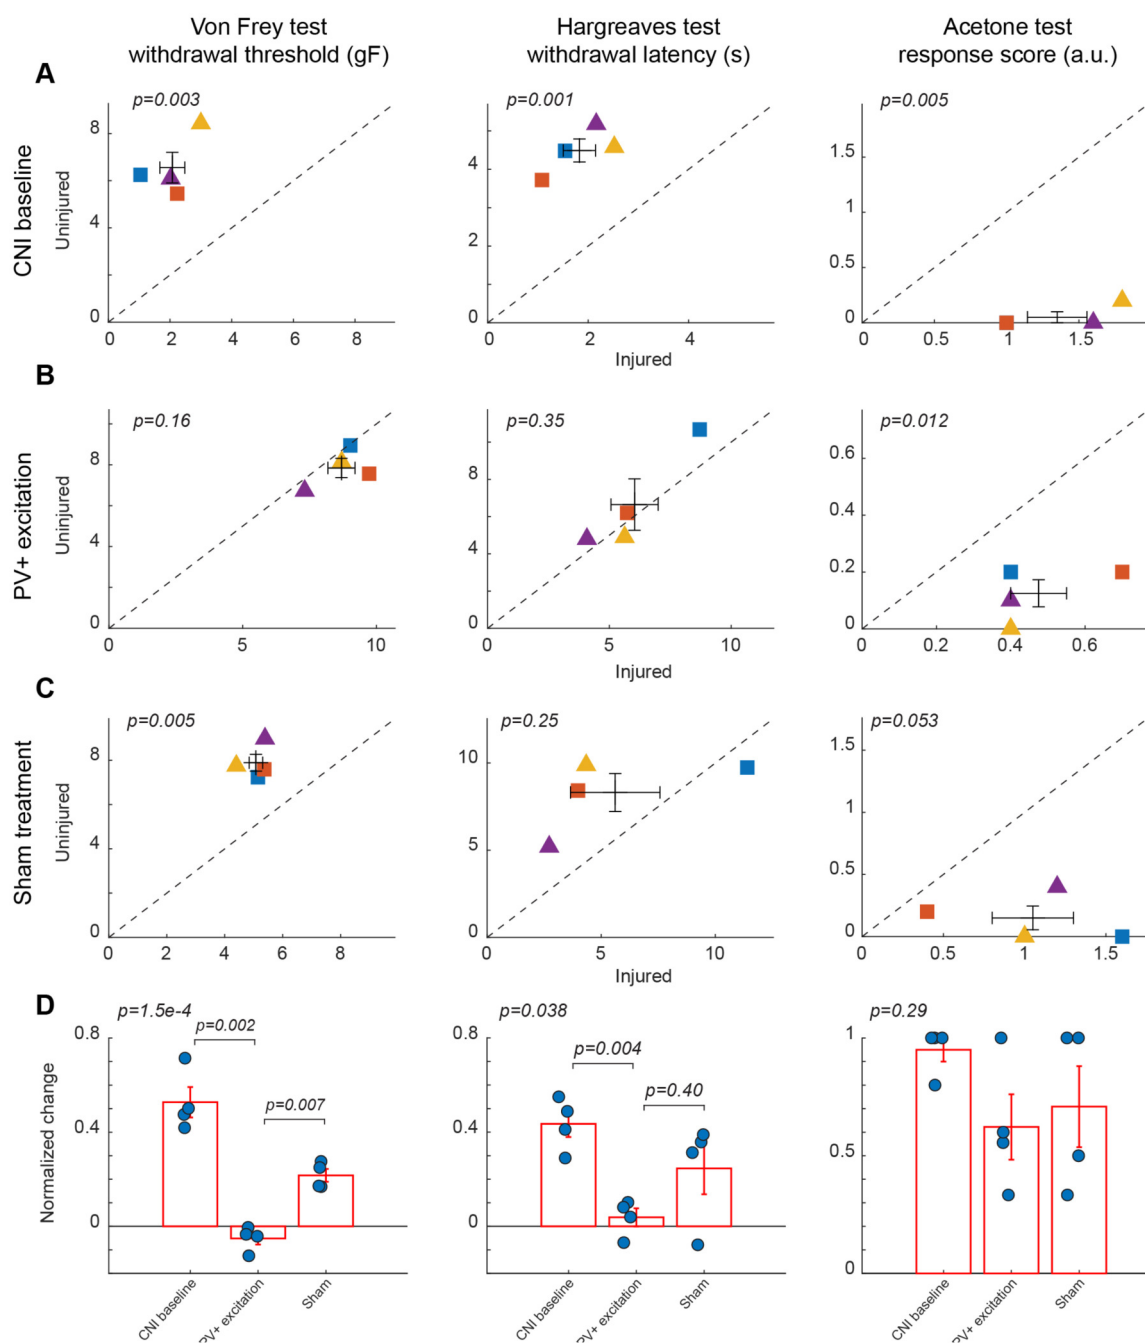 Von Frey test
withdrawal threshold (gF)
Hargreaves test
withdrawal latency (s)
Acetone test
response score (a.u.)
A
CNI baseline
Uninjured
p=0.003
8
4
0
0 2 4 6 8
p=0.001
6
4
2
0
0 2 4
Injured
p=0.005
1.5
1
0.5
0
0 0.5 1 1.5
B
PV+ excitation
Uninjured
p=0.16
8
4
0
0 5 10
p=0.35
8
4
0
0 5 10
Injured
p=0.012
0.6
0.4
0.2
0
0 0.2 0.4 0.6
C
Sham treatment
Uninjured
p=0.005
8
4
0
0 2 4 6 8
p=0.25
10
5
0
0 5 10
Injured
p=0.053
1.5
1
0.5
0
0 0.5 1 1.5
D
Normalized change
p=1.5e-4
p=0.002
p=0.007
0.8
0.4
0
CNI baseline
PV+ excitation
Sham
p=0.038
p=0.004
p=0.40
0.8
0.4
0
CNI baseline
PV+ excitation
Sham
p=0.29
1
0.5
0
CNI baseline
PV+ excitation
Sham